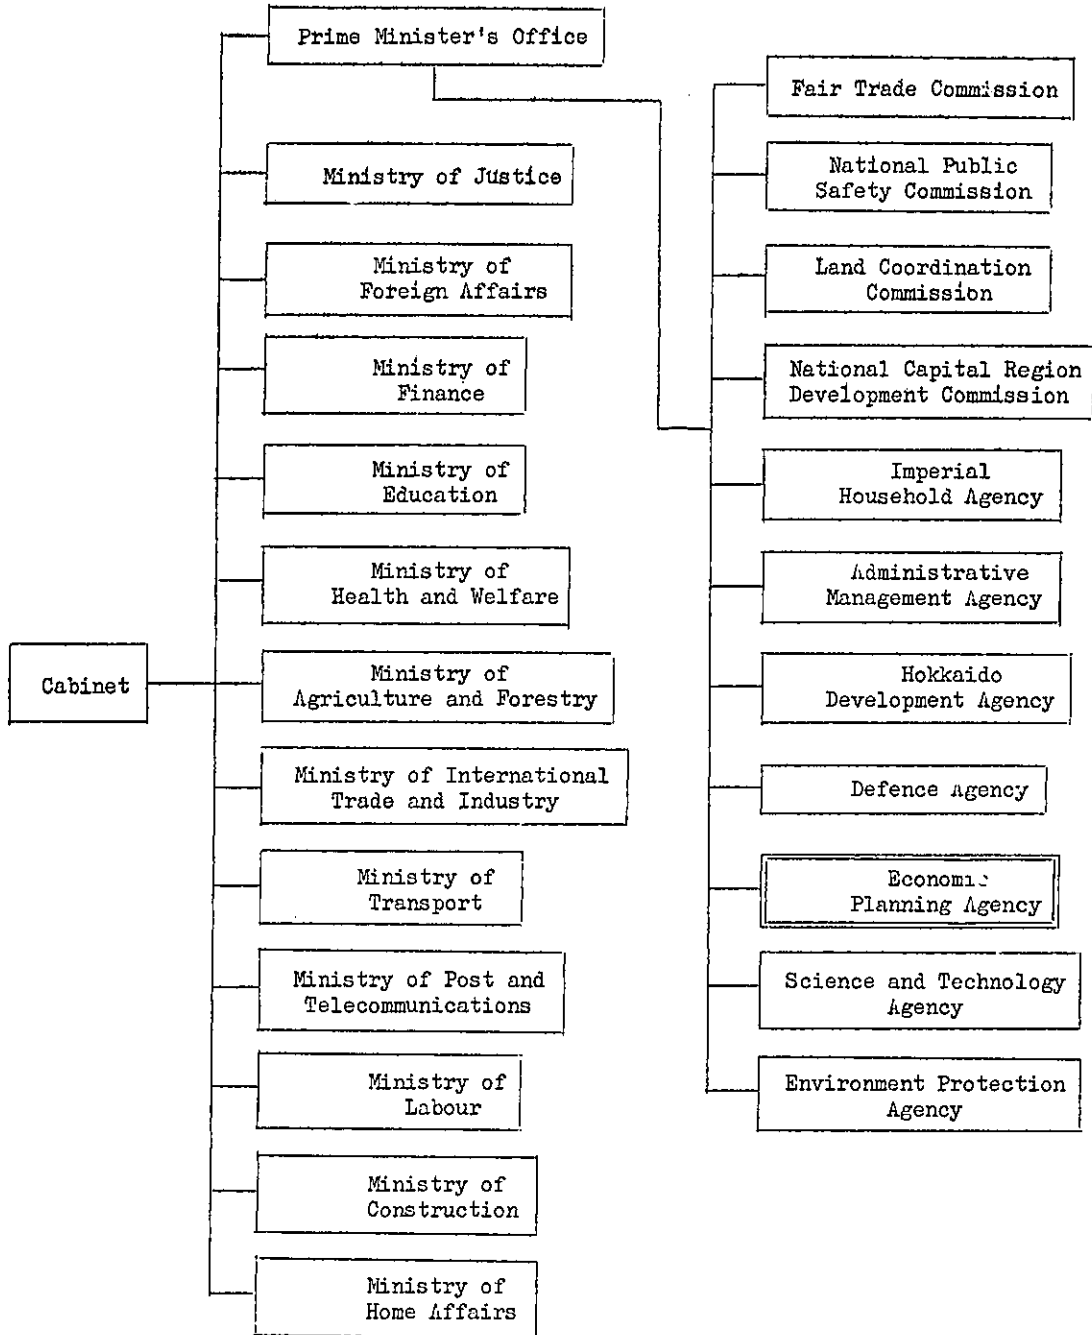 Prime Minister's Office
Ministry of Justice
Ministry of
Foreign Affairs
Ministry of
Finance
Ministry of
Education
Ministry of
Health and Welfare
Cabinet
Ministry of
Agriculture and Forestry
Ministry of International
Trade and Industry
Ministry of
Transport
Ministry of Post and
Telecommunications
Ministry of
Labour
Ministry of
Construction
Ministry of
Home Affairs
Fair Trade Commission
National Public
Safety Commission
Land Coordination
Commission
National Capital Region
Development Commission
Imperial
Household Agency
Administrative
Management Agency
Hokkaido
Development Agency
Defence Agency
Economic
Planning Agency
Science and Technology
Agency
Environment Protection
Agency